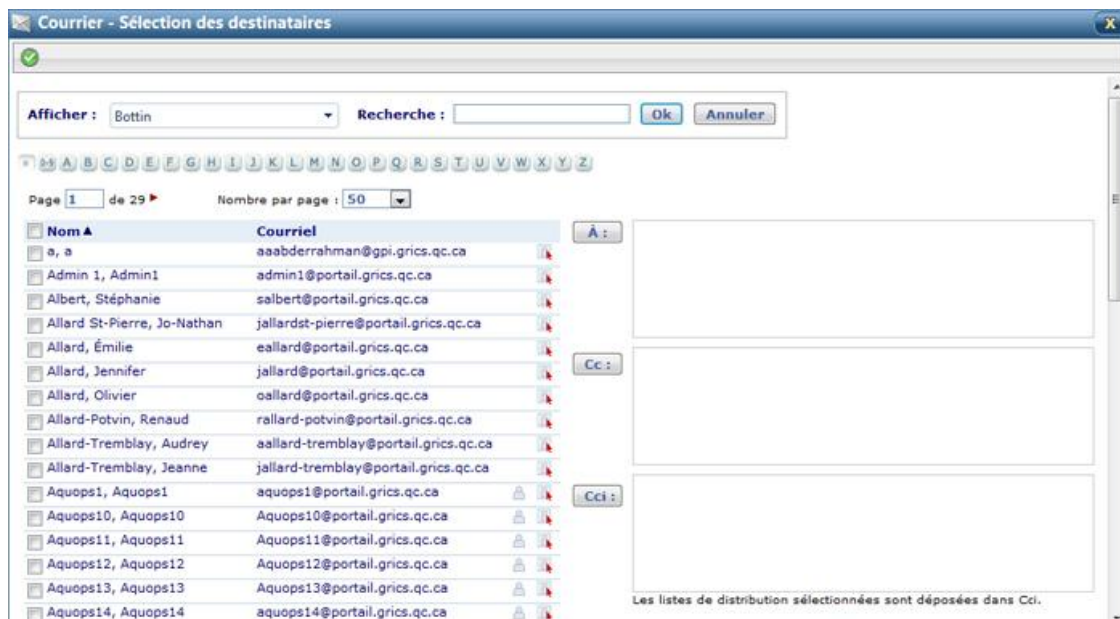 Courrier - Sélection des destinataires
X
Afficher : Bottin Recherche : Ok Annuler
A B C D E F G H I J K L M N O P Q R S T U V W X Y Z
Page 1 de 29 Nombre par page : 50
Nom Courriel À :
a, a aaabderrahman@gpi.grics.qc.ca
Admin 1, Admin1 admin1@portail.grics.qc.ca
Albert, Stéphanie salbert@portail.grics.qc.ca
Allard St-Pierre, Jo-Nathan jallardst-pierre@portail.grics.qc.ca
Allard, Émilie eallard@portail.grics.qc.ca
Allard, Jennifer jallard@portail.grics.qc.ca Cc :
Allard, Olivier oallard@portail.grics.qc.ca
Allard-Potvin, Renaud rallard-potvin@portail.grics.qc.ca
Allard-Tremblay, Audrey aallard-tremblay@portail.grics.qc.ca
Allard-Tremblay, Jeanne jallard-tremblay@portail.grics.qc.ca
Aquops1, Aquops1 aquops1@portail.grics.qc.ca Cci :
Aquops10, Aquops10 Aquops10@portail.grics.qc.ca
Aquops11, Aquops11 Aquops11@portail.grics.qc.ca
Aquops12, Aquops12 Aquops12@portail.grics.qc.ca
Aquops13, Aquops13 Aquops13@portail.grics.qc.ca
Les listes de distribution sélectionnées sont déposées dans Cci.
Aquops14, Aquops14 aquops14@portail.grics.qc.ca